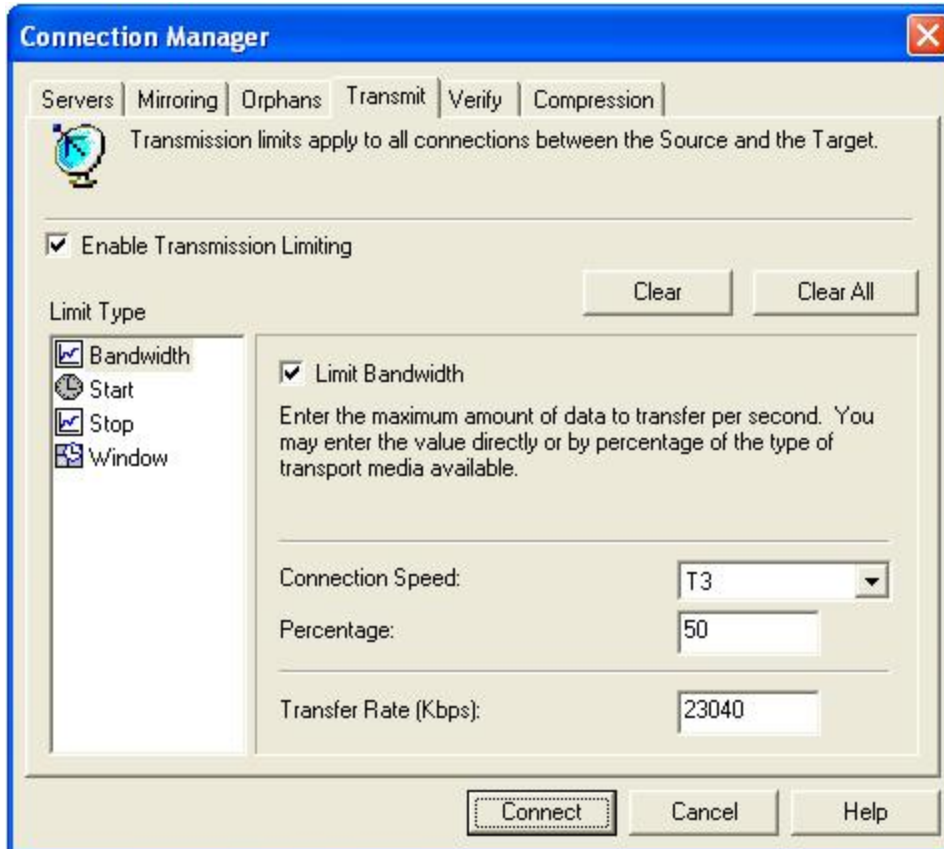 Connection Manager
Servers Mirroring Orphans Transmit Verify Compression
Transmission limits apply to all connections between the Source and the Target.
Enable Transmission Limiting
Clear Clear All
Limit Type
Bandwidth
Start
Stop
Window
Limit Bandwidth
Enter the maximum amount of data to transfer per second. You
may enter the value directly or by percentage of the type of
transport media available.
Connection Speed: T3
Percentage: 50
Transfer Rate (Kbps): 23040
Connect Cancel Help